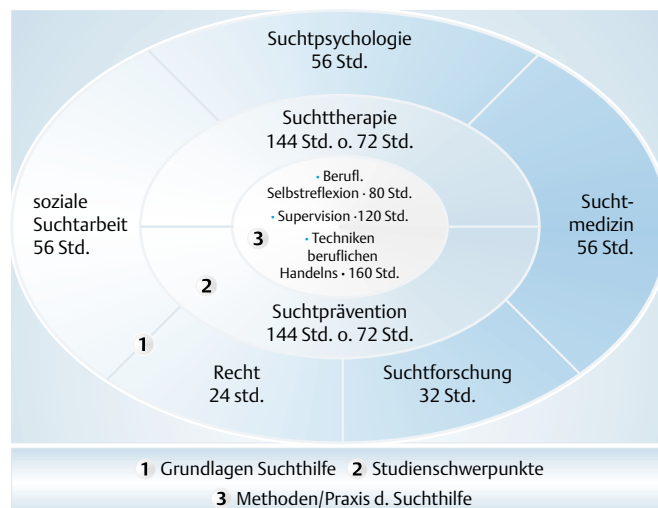 Suchtpsychologie
56 Std.
Suchttherapie
144 Std. o. 72 Std.
• Berufl.
Selbstreflexion · 80 Std.
• Supervision · 120 Std.
3
• Techniken
beruflichen
Handelns · 160 Std.
soziale
Suchtarbeit
56 Std.
Sucht-
medizin
56 Std.
2
Suchtprävention
144 Std. o. 72 Std.
1
Recht
24 std.
Suchtforschung
32 Std.
1 Grundlagen Suchthilfe 2 Studienschwerpunkte
3 Methoden/Praxis d. Suchthilfe